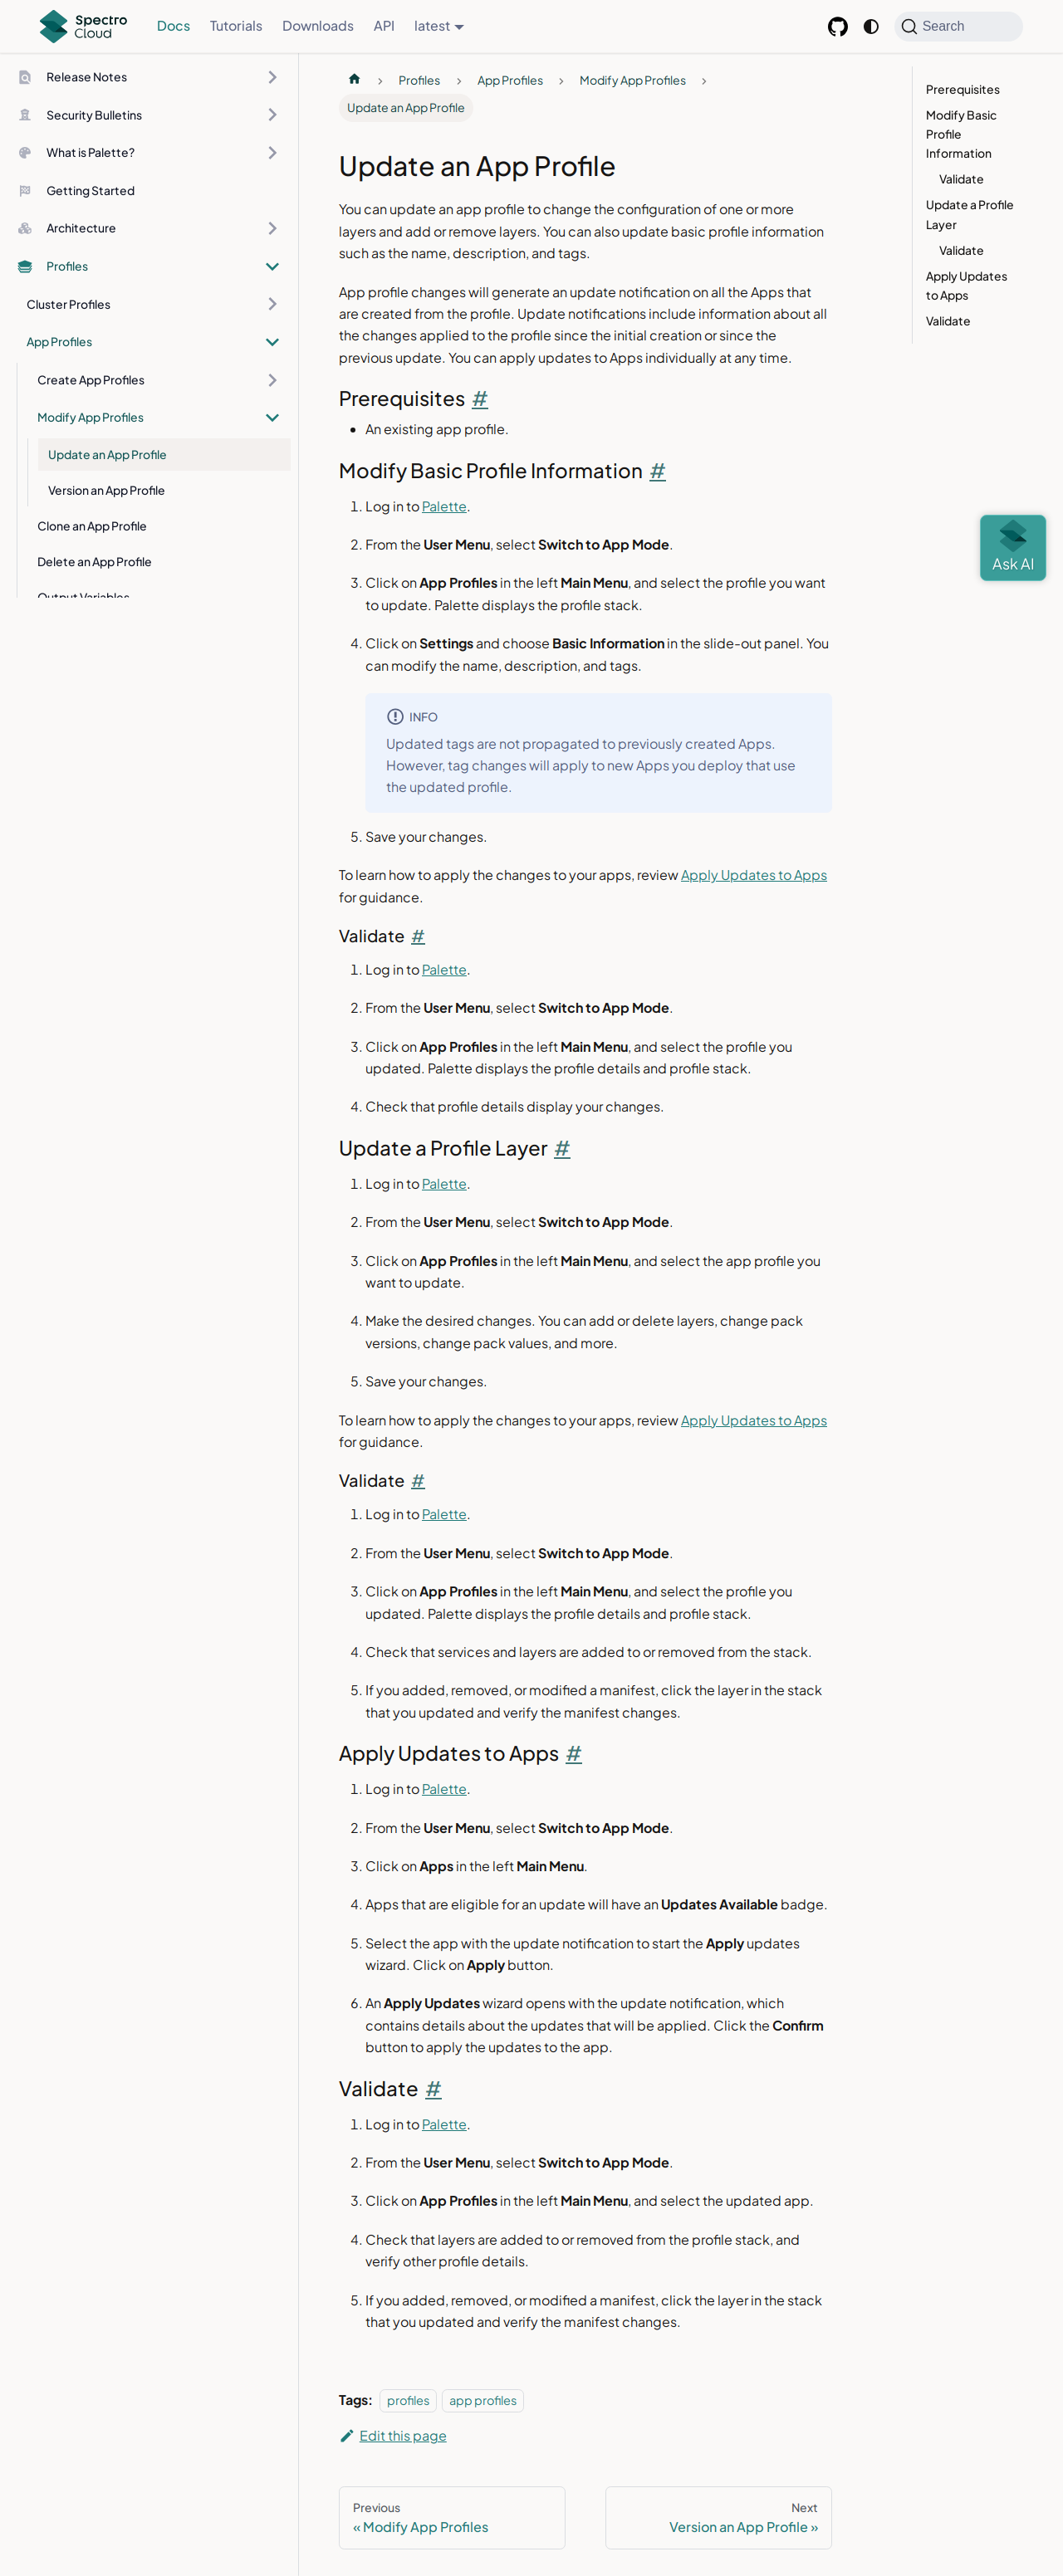 Spectro Cloud
Docs
Tutorials
Downloads
API
latest
Search
Release Notes
Security Bulletins
What is Palette?
Getting Started
Architecture
Profiles
Cluster Profiles
App Profiles
Create App Profiles
Modify App Profiles
Update an App Profile
Version an App Profile
Clone an App Profile
Delete an App Profile
Output Variables
Profiles
App Profiles
Modify App Profiles
Update an App Profile
Update an App Profile
You can update an app profile to change the configuration of one or more
layers and add or remove layers. You can also update basic profile information
such as the name, description, and tags.
App profile changes will generate an update notification on all the Apps that
are created from the profile. Update notifications include information about all
the changes applied to the profile since the initial creation or since the
previous update. You can apply updates to Apps individually at any time.
Prerequisites #
An existing app profile.
Modify Basic Profile Information #
1. Log in to Palette.
2. From the User Menu, select Switch to App Mode.
3. Click on App Profiles in the left Main Menu, and select the profile you want
to update. Palette displays the profile stack.
4. Click on Settings and choose Basic Information in the slide-out panel. You
can modify the name, description, and tags.
INFO
Updated tags are not propagated to previously created Apps.
However, tag changes will apply to new Apps you deploy that use
the updated profile.
5. Save your changes.
To learn how to apply the changes to your apps, review Apply Updates to Apps
for guidance.
Validate #
1. Log in to Palette.
2. From the User Menu, select Switch to App Mode.
3. Click on App Profiles in the left Main Menu, and select the profile you
updated. Palette displays the profile details and profile stack.
4. Check that profile details display your changes.
Update a Profile Layer #
1. Log in to Palette.
2. From the User Menu, select Switch to App Mode.
3. Click on App Profiles in the left Main Menu, and select the app profile you
want to update.
4. Make the desired changes. You can add or delete layers, change pack
versions, change pack values, and more.
5. Save your changes.
To learn how to apply the changes to your apps, review Apply Updates to Apps
for guidance.
Validate #
1. Log in to Palette.
2. From the User Menu, select Switch to App Mode.
3. Click on App Profiles in the left Main Menu, and select the profile you
updated. Palette displays the profile details and profile stack.
4. Check that services and layers are added to or removed from the stack.
5. If you added, removed, or modified a manifest, click the layer in the stack
that you updated and verify the manifest changes.
Apply Updates to Apps #
1. Log in to Palette.
2. From the User Menu, select Switch to App Mode.
3. Click on Apps in the left Main Menu.
4. Apps that are eligible for an update will have an Updates Available badge.
5. Select the app with the update notification to start the Apply updates
wizard. Click on Apply button.
6. An Apply Updates wizard opens with the update notification, which
contains details about the updates that will be applied. Click the Confirm
button to apply the updates to the app.
Validate #
1. Log in to Palette.
2. From the User Menu, select Switch to App Mode.
3. Click on App Profiles in the left Main Menu, and select the updated app.
4. Check that layers are added to or removed from the profile stack, and
verify other profile details.
5. If you added, removed, or modified a manifest, click the layer in the stack
that you updated and verify the manifest changes.
Tags: profiles app profiles
Edit this page
Previous
« Modify App Profiles
Next
Version an App Profile »
Prerequisites
Modify Basic
Profile
Information
Validate
Update a Profile
Layer
Validate
Apply Updates
to Apps
Validate
Ask AI